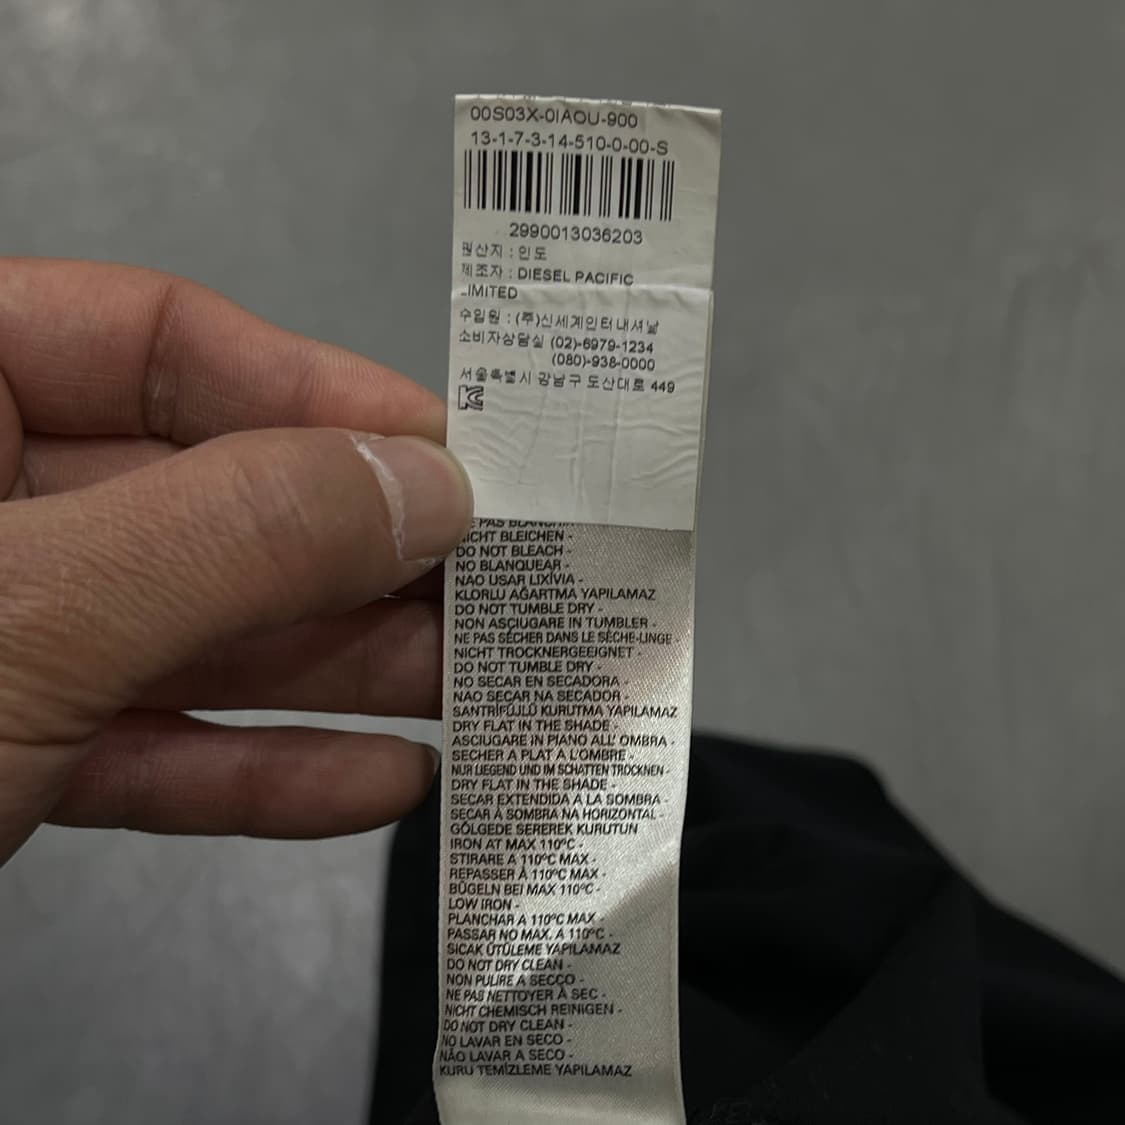 00S03X-0IAOU-900
13-1-7-3-14-510-0-00-S
2990013036203
원산지 : 인도
제조자 : DIESEL PACIFIC
LIMITED
수입원 : (주)신세계인터내셔날
소비자상담실 (02)-6979-1234
(080)-938-0000
서울특별시 강남구 도산대로 449
NE PAS BLANCHIR
NICHT BLEICHEN -
DO NOT BLEACH -
NO BLANQUEAR -
NAO USAR LIXÍVIA -
KLORLU AĞARTMA YAPILAMAZ
DO NOT TUMBLE DRY -
NON ASCIUGARE IN TUMBLER -
NE PAS SÉCHER DANS LE SÈCHE-LINGE -
NICHT TROCKNERGEEIGNET -
DO NOT TUMBLE DRY -
NO SECAR EN SECADORA -
NAO SECAR NA SECADOR -
SANTRİFÜJLÜ KURUTMA YAPILAMAZ
DRY FLAT IN THE SHADE -
ASCIUGARE IN PIANO ALL' OMBRA -
SECHER A PLAT A L'OMBRE -
NUR LIEGEND UND IM SCHATTEN TROCKNEN -
DRY FLAT IN THE SHADE -
SECAR EXTENDIDA A LA SOMBRA -
SECAR À SOMBRA NA HORIZONTAL -
GÖLGEDE SEREREK KURUTUN
IRON AT MAX 110°C -
STIRARE A 110°C MAX -
REPASSER À 110°C MAX -
BÜGELN BEI MAX 110°C -
LOW IRON -
PLANCHAR A 110°C MAX -
PASSAR NO MAX. A 110°C -
SICAK ÜTÜLEME YAPILAMAZ
DO NOT DRY CLEAN -
NON PULIRE A SECCO -
NE PAS NETTOYER À SEC -
NICHT CHEMISCH REINIGEN -
DO NOT DRY CLEAN -
NO LAVAR EN SECO -
NÃO LAVAR A SECO -
KURU TEMİZLEME YAPILAMAZ